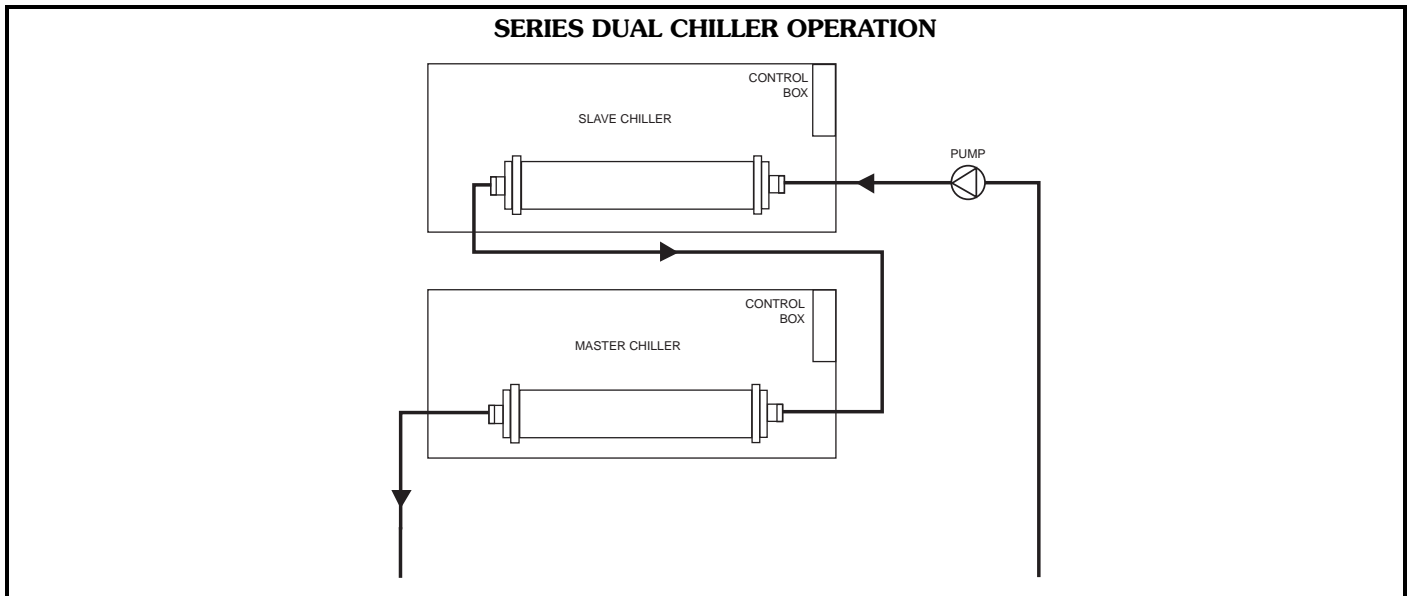 SERIES DUAL CHILLER OPERATION
CONTROL
BOX
SLAVE CHILLER
PUMP
CONTROL
BOX
MASTER CHILLER